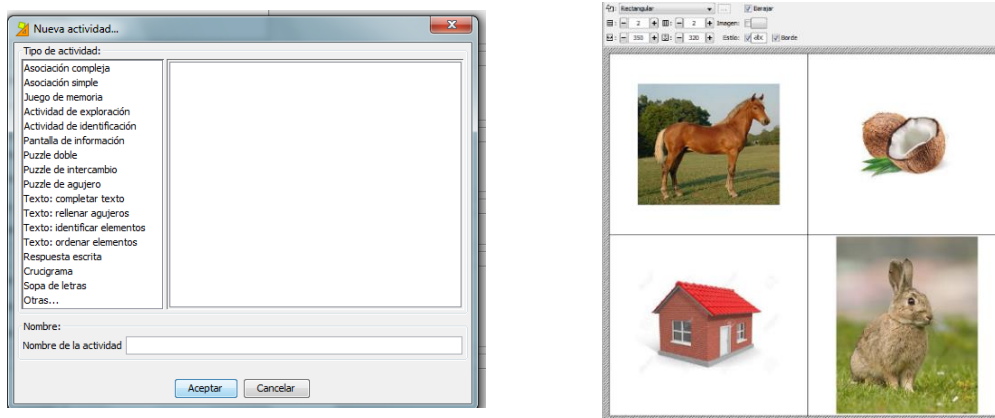 Nueva actividad...
Tipo de actividad:
Asociación compleja
Asociación simple
Juego de memoria
Actividad de exploración
Actividad de identificación
Pantalla de información
Puzzle doble
Puzzle de intercambio
Puzzle de agujero
Texto: completar texto
Texto: rellenar agujeros
Texto: identificar elementos
Texto: ordenar elementos
Respuesta escrita
Crucigrama
Sopa de letras
Otras...
Nombre:
Nombre de la actividad
Aceptar Cancelar
Rectangular ... Barajar
2 2 Imagen:
350 320 Estilo: abc Borde